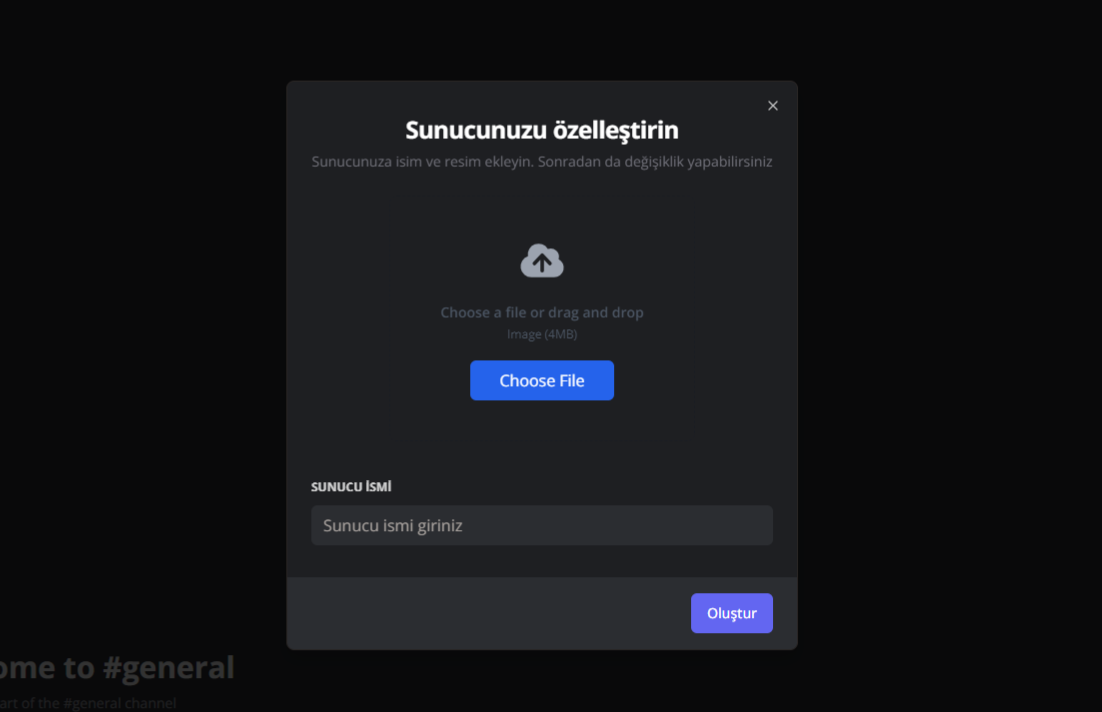 Sunucunuzu özelleştirin
Sunucunuza isim ve resim ekleyin. Sonradan da değişiklik yapabilirsiniz
Choose a file or drag and drop
Image (4MB)
Choose File
SUNUCU İSMİ
Sunucu ismi giriniz
Oluştur
ome to #general
art of the #general channel